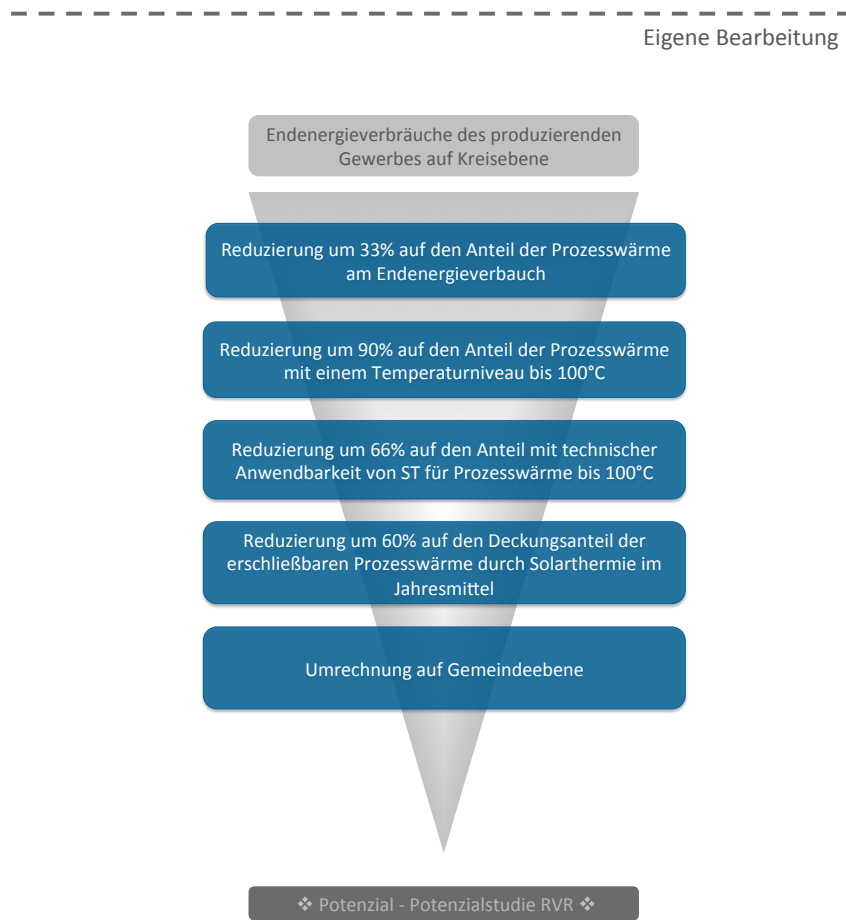 Eigene Bearbeitung
Endenergieverbräuche des produzierenden
Gewerbes auf Kreisebene
Reduzierung um 33% auf den Anteil der Prozesswärme
am Endenergieverbauch
Reduzierung um 90% auf den Anteil der Prozesswärme
mit einem Temperaturniveau bis 100°C
Reduzierung um 66% auf den Anteil mit technischer
Anwendbarkeit von ST für Prozesswärme bis 100°C
Reduzierung um 60% auf den Deckungsanteil der
erschließbaren Prozesswärme durch Solarthermie im
Jahresmittel
Umrechnung auf Gemeindeebene
❖ Potenzial - Potenzialstudie RVR ❖